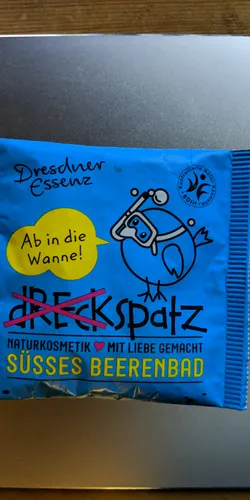 Dresdner
Essenz
Ab in die
Wanne!
dRECKspatz
NATURKOSMETIK MIT LIEBE GEMACHT
SÜSSES BEERENBAD